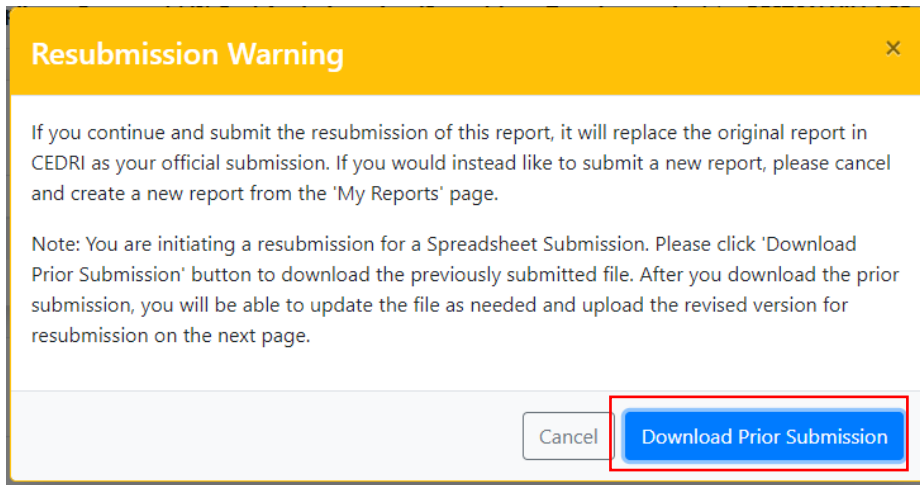 Resubmission Warning
×
If you continue and submit the resubmission of this report, it will replace the original report in
CEDRI as your official submission. If you would instead like to submit a new report, please cancel
and create a new report from the 'My Reports' page.
Note: You are initiating a resubmission for a Spreadsheet Submission. Please click 'Download
Prior Submission' button to download the previously submitted file. After you download the prior
submission, you will be able to update the file as needed and upload the revised version for
resubmission on the next page.
Cancel
Download Prior Submission